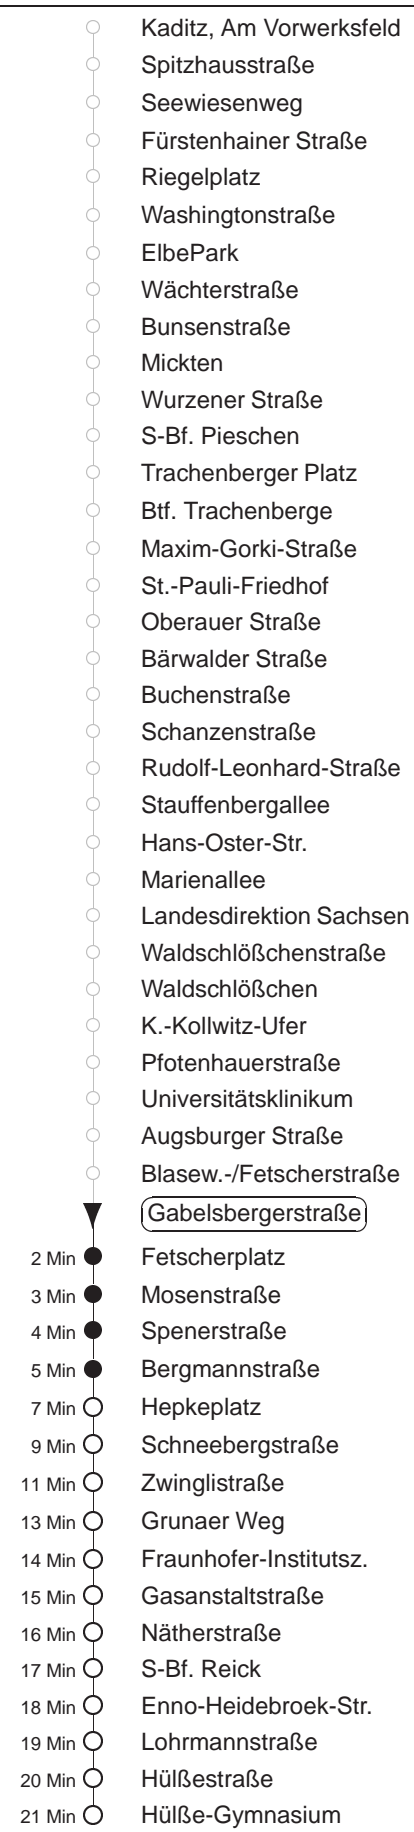 Kaditz, Am Vorwerksfeld
Spitzhausstraße
Seewiesenweg
Fürstenhainer Straße
Riegelplatz
Washingtonstraße
ElbePark
Wächterstraße
Bunsenstraße
Mickten
Wurzener Straße
S-Bf. Pieschen
Trachenberger Platz
Btf. Trachenberge
Maxim-Gorki-Straße
St.-Pauli-Friedhof
Oberauer Straße
Bärwalder Straße
Buchenstraße
Schanzenstraße
Rudolf-Leonhard-Straße
Stauffenbergallee
Hans-Oster-Str.
Marienallee
Landesdirektion Sachsen
Waldschlößchenstraße
Waldschlößchen
K.-Kollwitz-Ufer
Pfotenhauerstraße
Universitätsklinikum
Augsburger Straße
Blasew.-/Fetscherstraße
Gabelsbergerstraße
2 Min Fetscherplatz
3 Min Mosenstraße
4 Min Spenerstraße
5 Min Bergmannstraße
7 Min Hepkeplatz
9 Min Schneebergstraße
11 Min Zwinglistraße
13 Min Grunaer Weg
14 Min Fraunhofer-Institutsz.
15 Min Gasanstaltstraße
16 Min Nätherstraße
17 Min S-Bf. Reick
18 Min Enno-Heidebroek-Str.
19 Min Lohrmannstraße
20 Min Hülßestraße
21 Min Hülße-Gymnasium